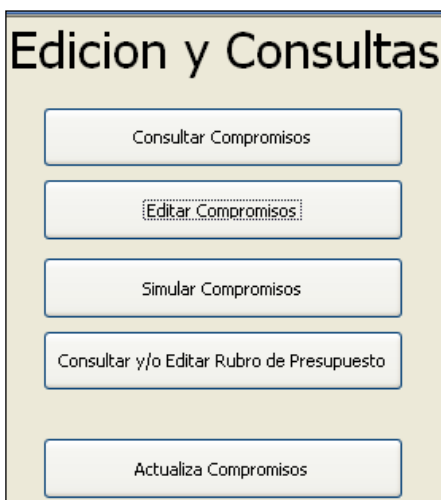 Edicion y Consultas
Consultar Compromisos
Editar Compromisos
Simular Compromisos
Consultar y/o Editar Rubro de Presupuesto
Actualiza Compromisos